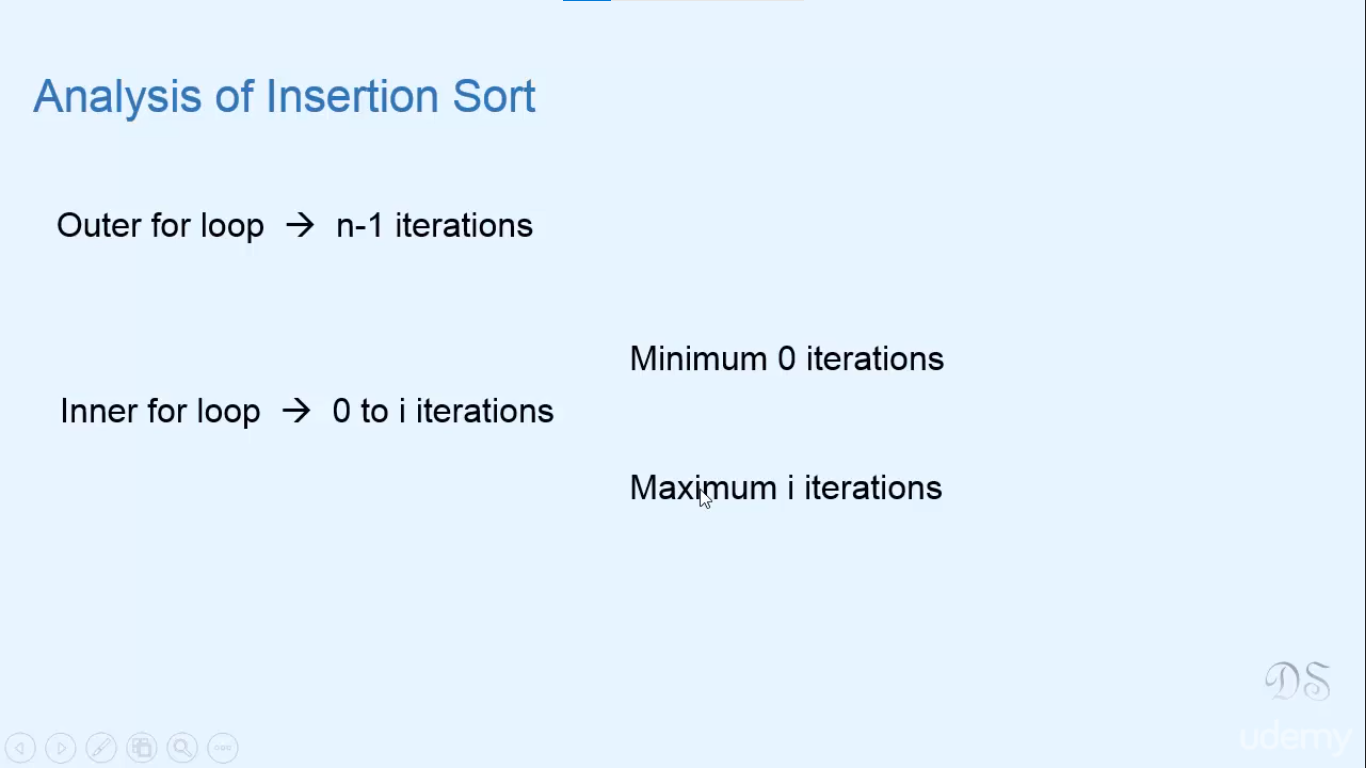 Analysis of Insertion Sort
Outer for loop → n-1 iterations
Minimum 0 iterations
Inner for loop → 0 to i iterations
Maximum i iterations
DS
udemy